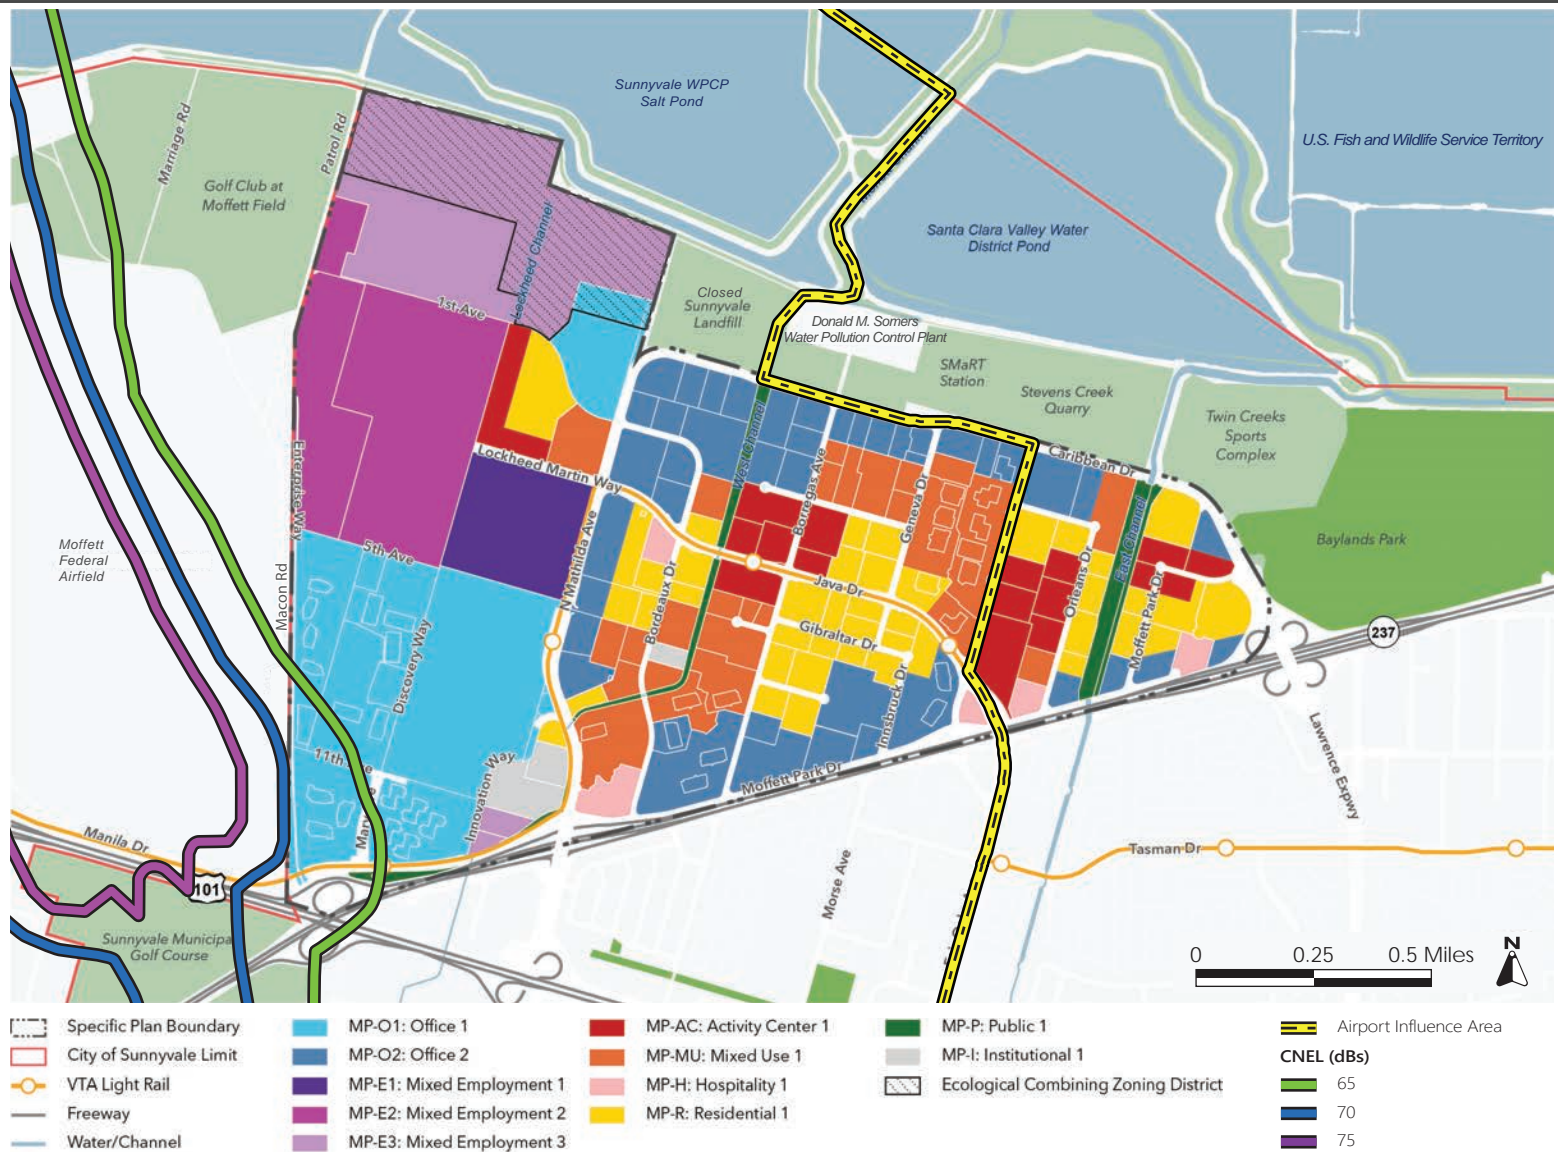 Sunnyvale WPCP
Salt Pond
U.S. Fish and Wildlife Service Territory
Marriage Rd
Patrol Rd
Golf Club at
Moffett Field
Santa Clara Valley Water
District Pond
Lockheed Channel
1st Ave
Closed
Sunnyvale
Landfill
Donald M. Somers
Water Pollution Control Plant
SMaRT
Station
Stevens Creek
Quarry
Twin Creeks
Sports
Complex
West Channel
Caribbean Dr
Lockheed Martin Way
Borregas Ave
Geneva Dr
Enterprise Way
East Channel
Baylands Park
Moffett
Federal
Airfield
5th Ave
N Mathilda Ave
Java Dr
Orleans Dr
Macon Rd
Bordeaux Dr
Gibraltar Dr
Moffett Park Dr
237
Discovery Way
Innsbruck Dr
11th Ave
Innovation Way
Moffett Park Dr
Lawrence Expwy
Manila Dr
Tasman Dr
101
Morse Ave
Sunnyvale Municipa
Golf Course
0 0.25 0.5 Miles
N
Specific Plan Boundary
City of Sunnyvale Limit
VTA Light Rail
Freeway
Water/Channel
MP-O1: Office 1
MP-O2: Office 2
MP-E1: Mixed Employment 1
MP-E2: Mixed Employment 2
MP-E3: Mixed Employment 3
MP-AC: Activity Center 1
MP-MU: Mixed Use 1
MP-H: Hospitality 1
MP-R: Residential 1
MP-P: Public 1
MP-I: Institutional 1
Ecological Combining Zoning District
Airport Influence Area
CNEL (dBs)
65
70
75